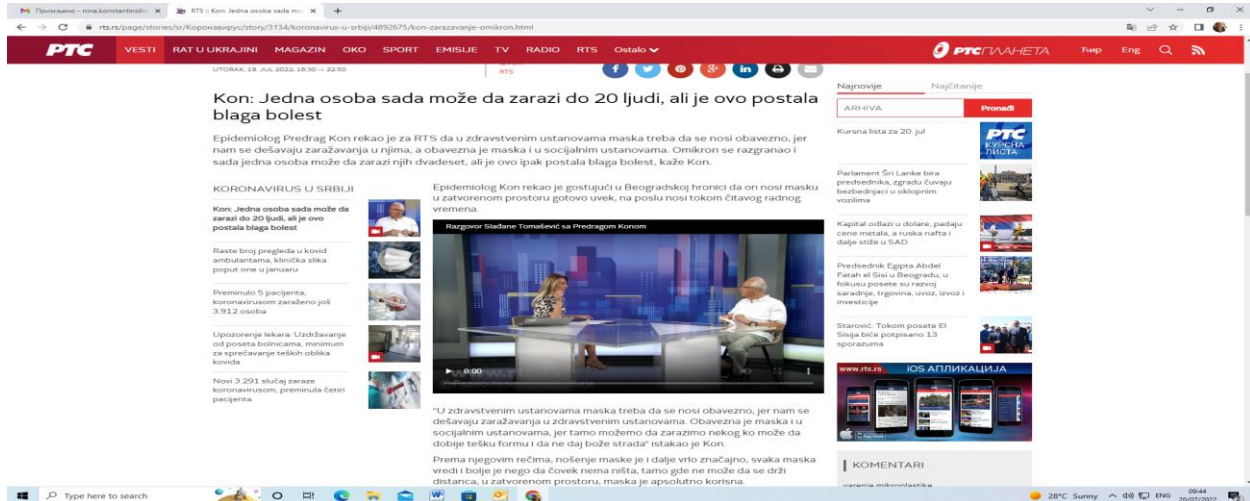 Примљено - nina.konstantinidis
RTS :: Kon: Jedna osoba sada mo
rts.rs/page/stories/sr/Коронавирус/story/3134/koronavirus-u-srbiji/4892675/kon-zarazavanje-omikron.html
РТС VESTI RAT U UKRAJINI MAGAZIN OKO SPORT EMISIJE TV RADIO RTS Ostalo РТСПЛАНЕТА Ћир Eng
UTORAK, 19. JUL 2022, 18:30 -> 22:50
RTS
Kon: Jedna osoba sada može da zarazi do 20 ljudi, ali je ovo postala
blaga bolest
Epidemiolog Predrag Kon rekao je za RTS da u zdravstvenim ustanovama maska treba da se nosi obavezno, jer
nam se dešavaju zaražavanja u njima, a obavezna je maska i u socijalnim ustanovama. Omikron se razgranao i
sada jedna osoba može da zarazi njih dvadeset, ali je ovo ipak postala blaga bolest, kaže Kon.
KORONAVIRUS U SRBIJI
Kon: Jedna osoba sada može da
zarazi do 20 ljudi, ali je ovo
postala blaga bolest
Raste broj pregleda u kovid
ambulantama, klinička slika
poput one u januaru
Preminulo 5 pacijenta,
koronavirusom zaraženo još
3.912 osoba
Upozorenje lekara: Uzdržavanje
od poseta bolnicama, minimum
za sprečavanje teških oblika
kovida
Novi 3.291 slučaj zaraze
koronavirusom, preminula četiri
pacijenta
Epidemiolog Kon rekao je gostujući u Beogradskoj hronici da on nosi masku
u zatvorenom prostoru gotovo uvek, na poslu nosi tokom čitavog radnog
vremena.
Razgovor Slađane Tomašević sa Predragom Konom
0:00
"U zdravstvenim ustanovama maska treba da se nosi obavezno, jer nam se
dešavaju zaražavanja u zdravstvenim ustanovama. Obavezna je maska i u
socijalnim ustanovama, jer tamo možemo da zarazimo nekog ko može da
dobije tešku formu i da ne daj bože strada" istakao je Kon.
Prema njegovim rečima, nošenje maske je i dalje vrlo značajno, svaka maska
vredi i bolje je nego da čovek nema ništa, tamo gde ne može da se drži
distanca, u zatvorenom prostoru, maska je apsolutno korisna.
Najnovije Najčitanije
ARHIVA Pronađi
Kursna lista za 20. jul
РТС
КУРСНА
ЛИСТА
Parlament Šri Lanke bira
predsednika, zgradu čuvaju
bezbednjaci u oklopnim
vozilima
Kapital odlazi u dolare, padaju
cene metala, a ruska nafta i
dalje stiže u SAD
Predsednik Egipta Abdel
Fatah el Sisi u Beogradu, u
fokusu posete su razvoj
saradnje, trgovina, uvoz, izvoz i
investicije
Starović: Tokom posete El
Sisija biće potpisano 13
sporazuma
www.rts.rs iOS АПЛИКАЦИЈА
KOMENTARI
varenje mikroplastike
Type here to search
28°C Sunny ENG 09:44
20/07/2022